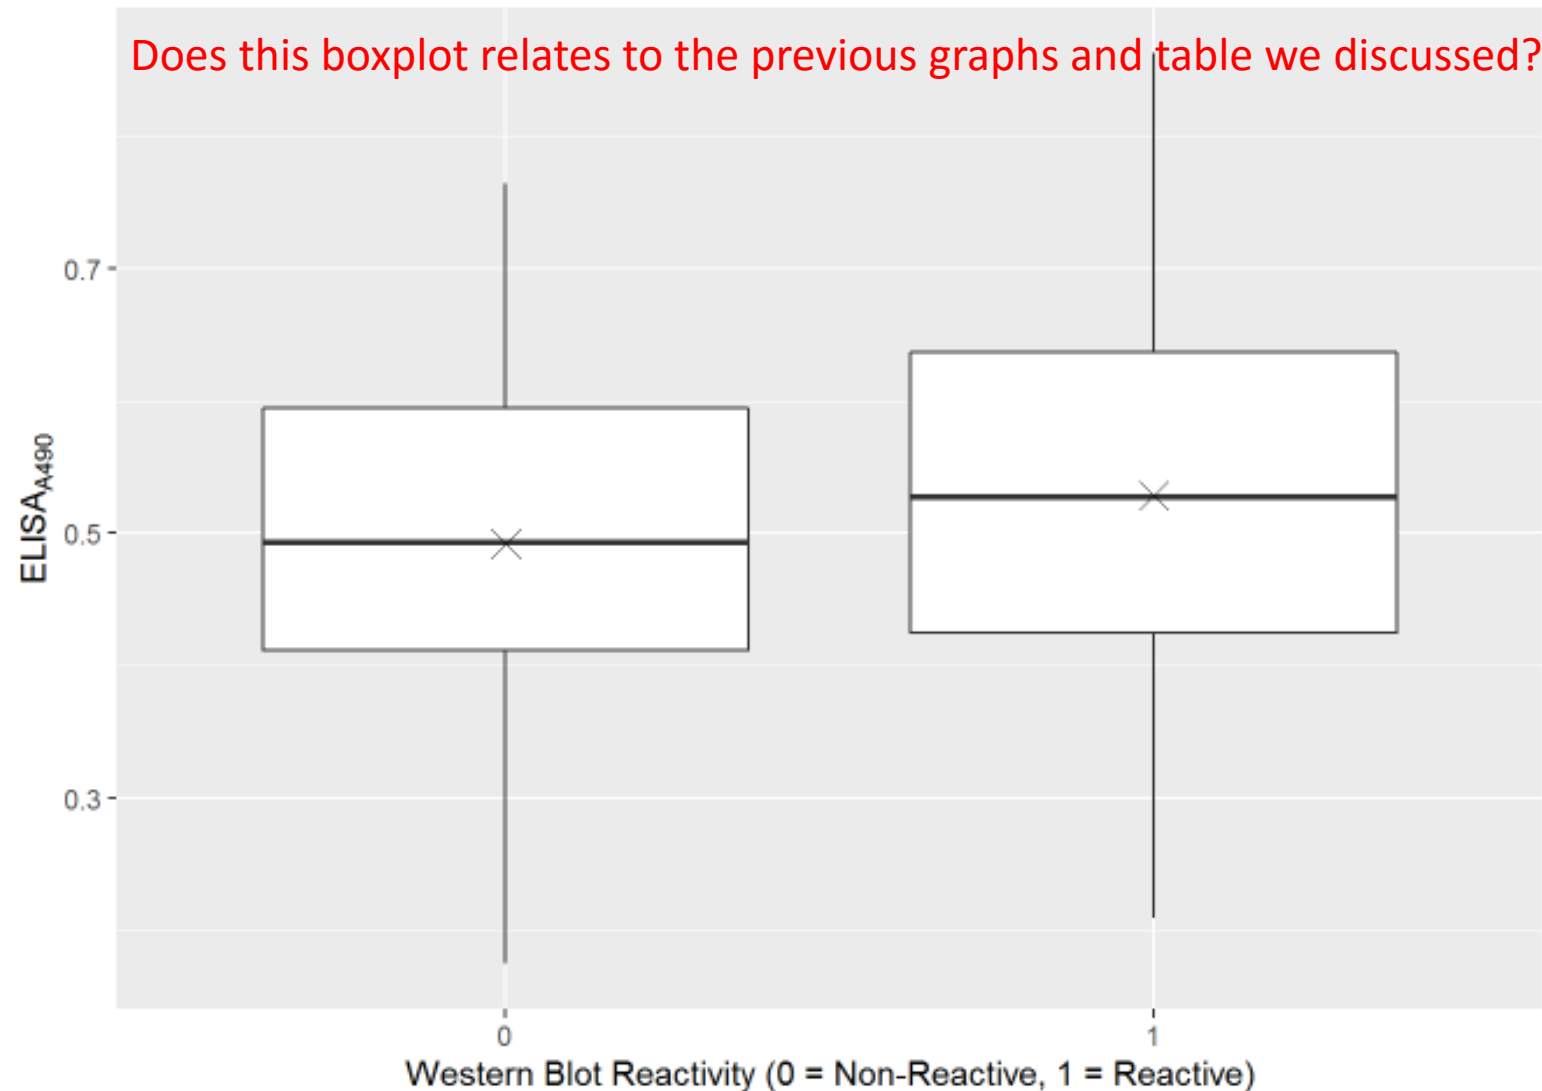 Does this boxplot relates to the previous graphs and table we discussed?
0.7
0.5
0.3
ELISA_A490
0
1
Western Blot Reactivity (0 = Non-Reactive, 1 = Reactive)